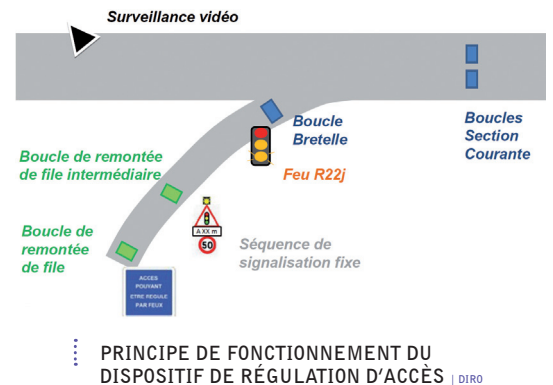 Surveillance vidéo
Boucle
Bretelle
Boucles
Section
Courante
Feu R22j
Boucle de remontée
de file intermédiaire
A XX m
50
Séquence de
signalisation fixe
Boucle de
remontée
de file
ACCES
POUVANT
ETRE REGULE
PAR FEUX
PRINCIPE DE FONCTIONNEMENT DU
DISPOSITIF DE RÉGULATION D'ACCÈS | DIRO